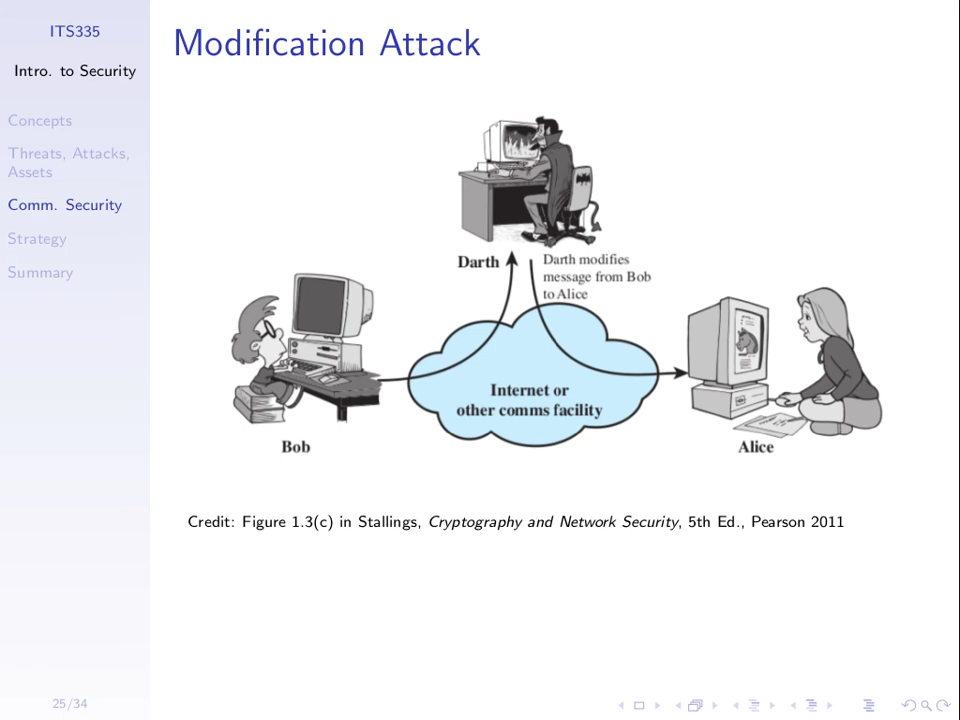 ITS335
Intro. to Security
Concepts
Threats, Attacks,
Assets
Comm. Security
Strategy
Summary
25/34
Modification Attack
Darth
Darth modifies
message from Bob
to Alice
Internet or
other comms facility
Bob
Alice
Credit: Figure 1.3(c) in Stallings, Cryptography and Network Security, 5th Ed., Pearson 2011